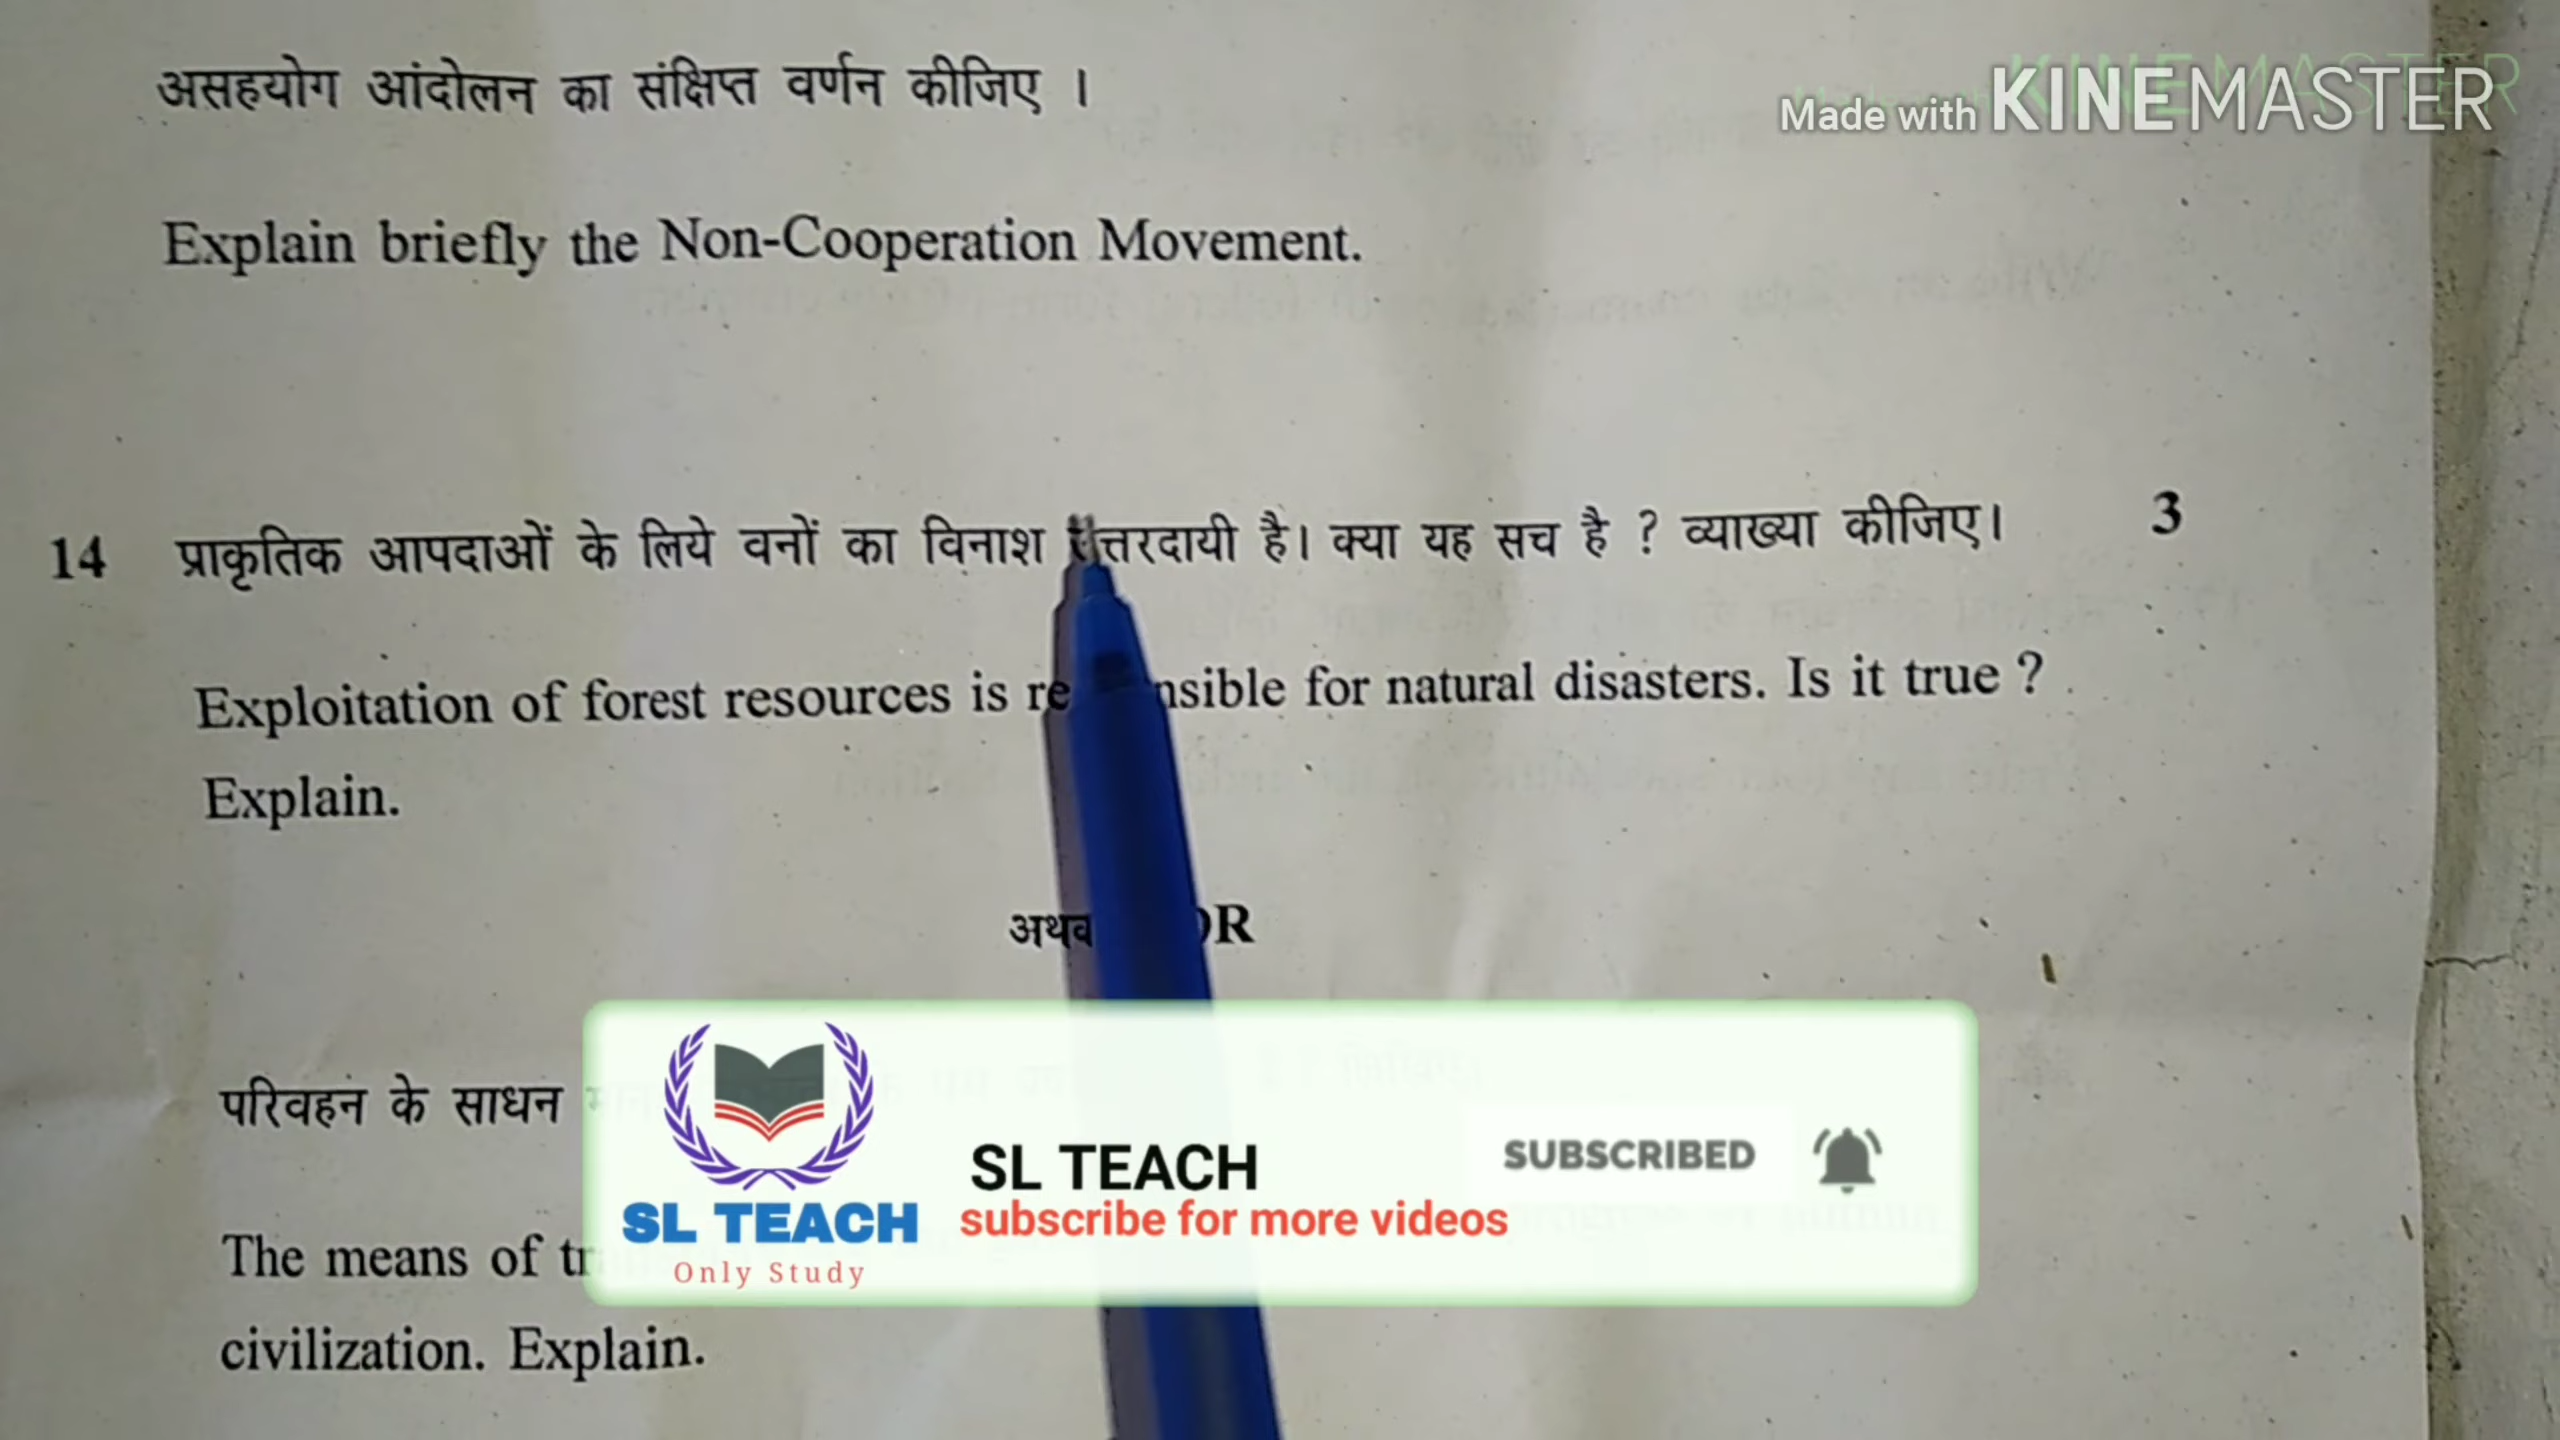 असहयोग आंदोलन का संक्षिप्त वर्णन कीजिए ।
Made with KINEMASTER
Explain briefly the Non-Cooperation Movement.
14 प्राकृतिक आपदाओं के लिये वनों का विनाश है। क्या यह सच है ? व्याख्या कीजिए। 3
Exploitation of forest resources is for natural disasters. Is it true ?
Explain.
परिवहन के साधन
SL TEACH
Only Study
SL TEACH
subscribe for more videos
SUBSCRIBED
The means of
civilization. Explain.